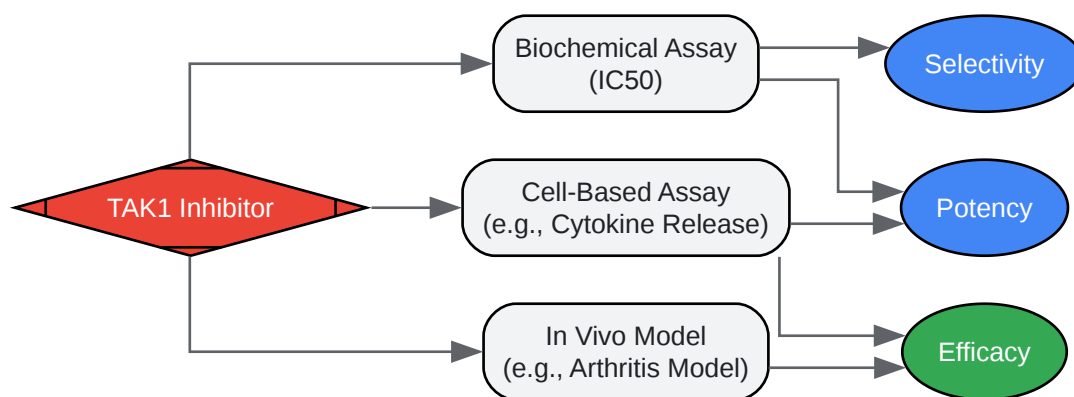 Biochemical Assay
(IC50)
Selectivity
TAK1 Inhibitor
Cell-Based Assay
(e.g., Cytokine Release)
Potency
In Vivo Model
(e.g., Arthritis Model)
Efficacy